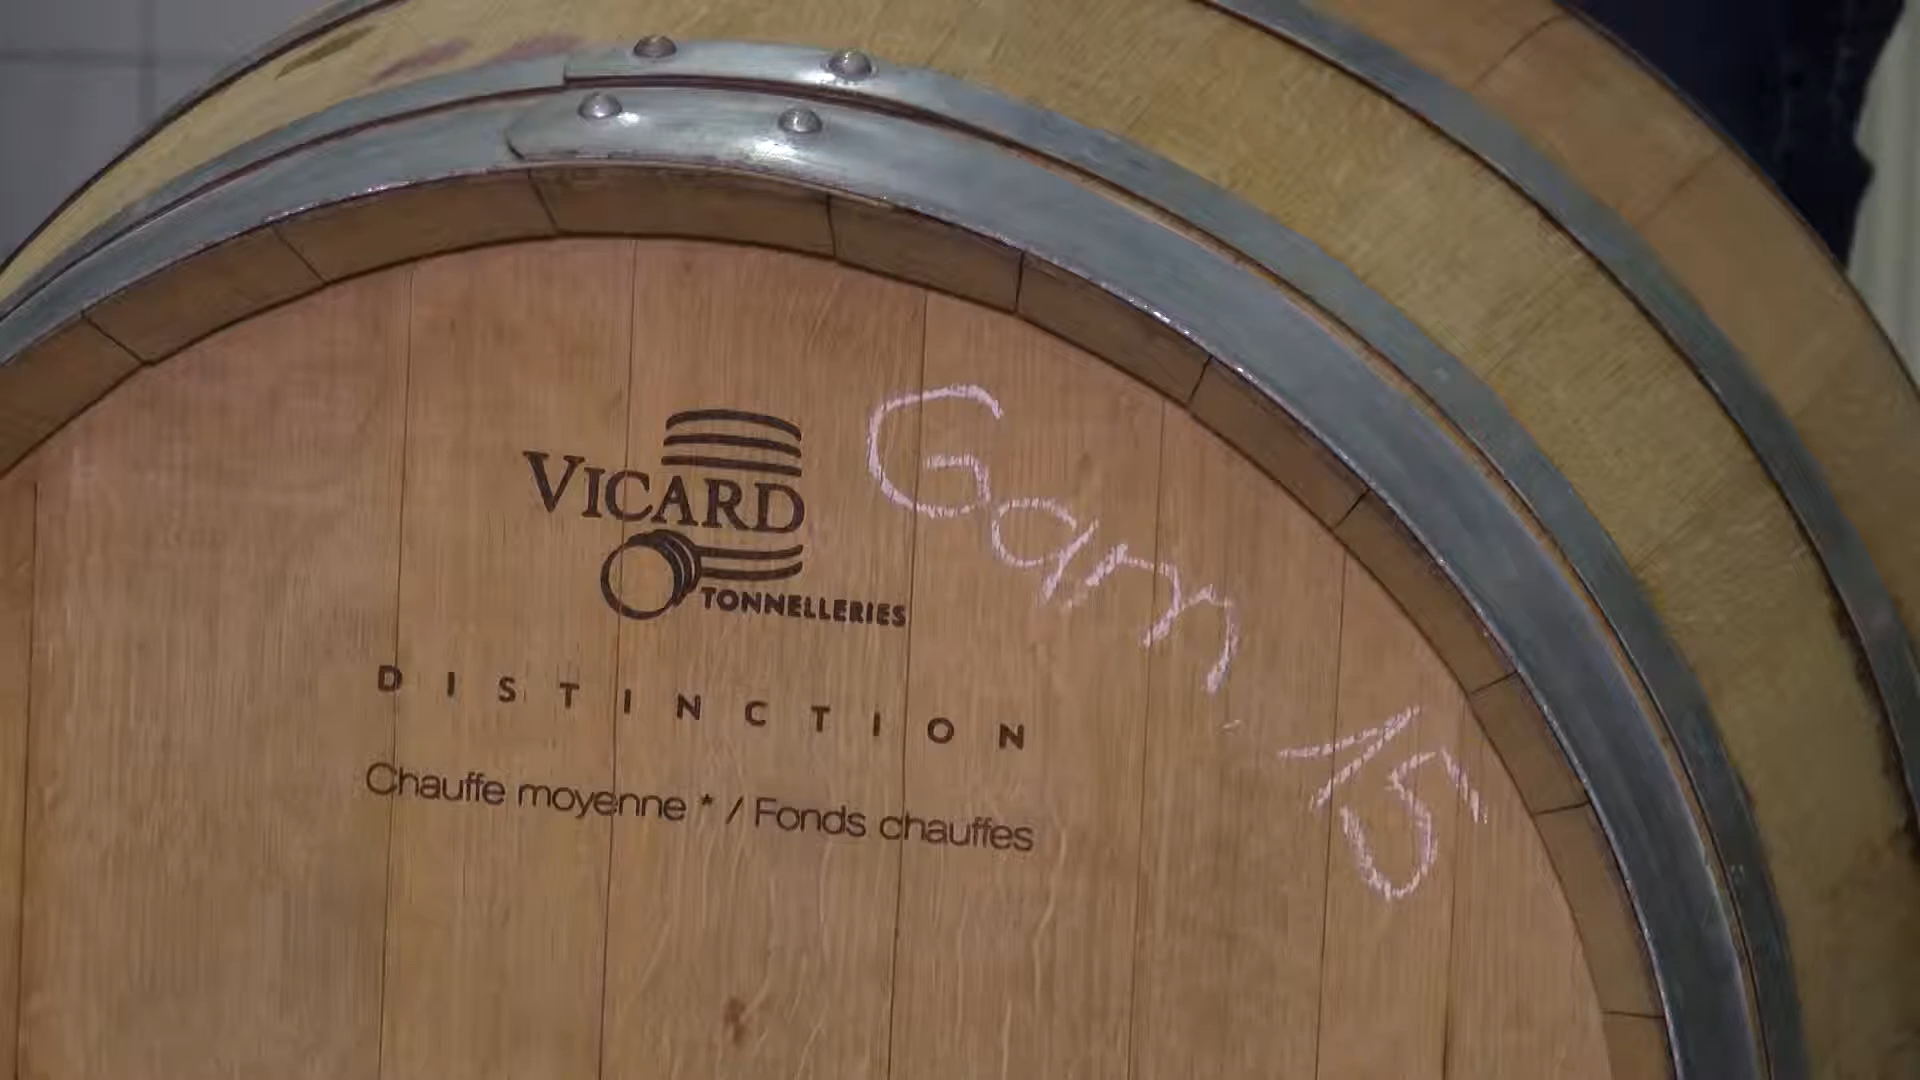 VICARD
TONNELLERIES
DISTINCTION
Chauffe moyenne * / Fonds chauffes
Gam. 15